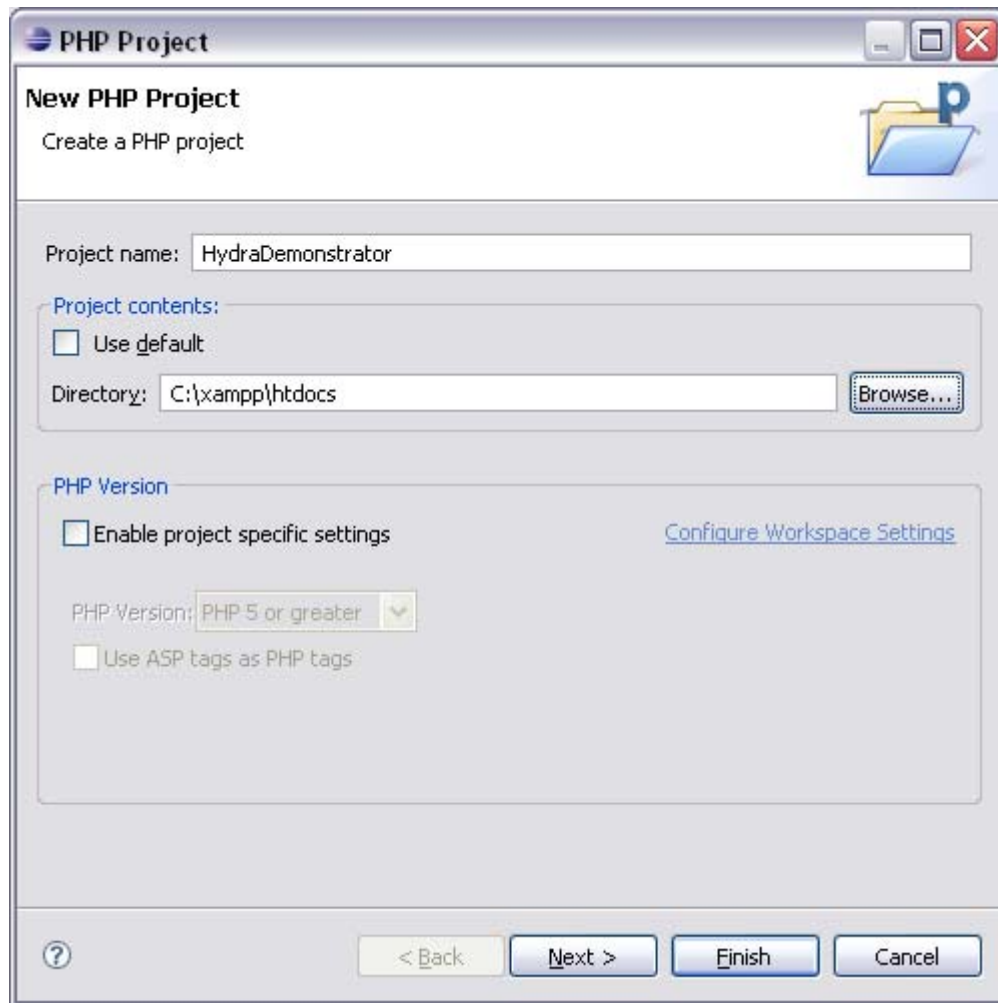 PHP Project
New PHP Project
Create a PHP project
Project name: HydraDemonstrator
Project contents:
Use default
Directory: C:\xampp\htdocs Browse...
PHP Version
Enable project specific settings Configure Workspace Settings
PHP Version: PHP 5 or greater
Use ASP tags as PHP tags
? < Back Next > Finish Cancel